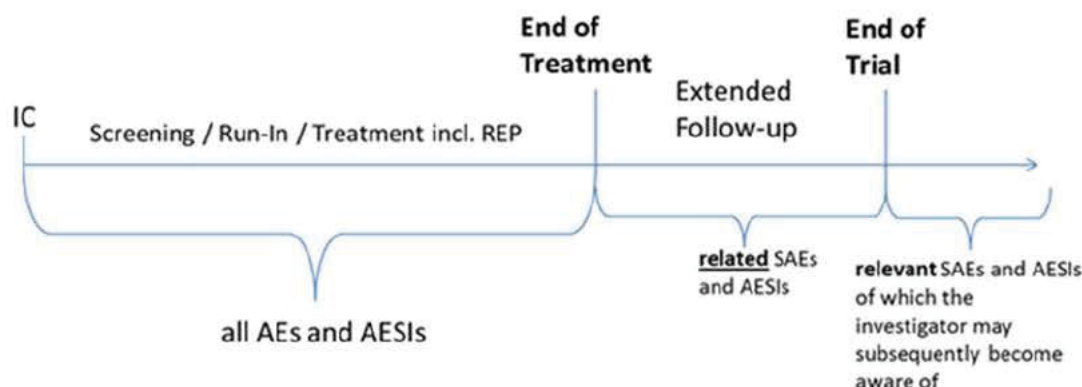 End of
Treatment
End of
Trial
IC
Screening / Run-In / Treatment incl. REP
Extended
Follow-up
all AEs and AESIs
related SAEs
and AESIs
relevant SAEs and AESIs
of which the
investigator may
subsequently become
aware of